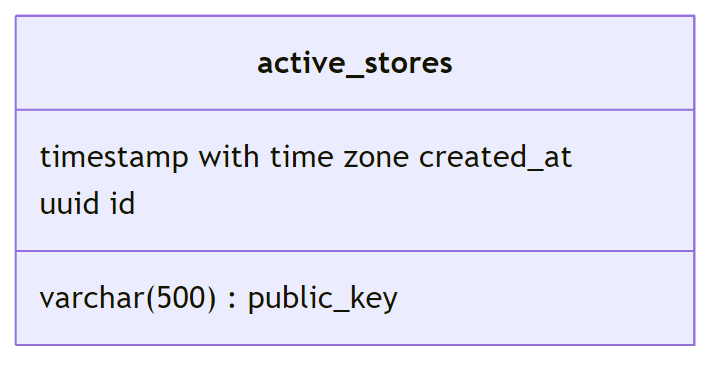 active_stores
timestamp with time zone created_at
uuid id
varchar(500) : public_key